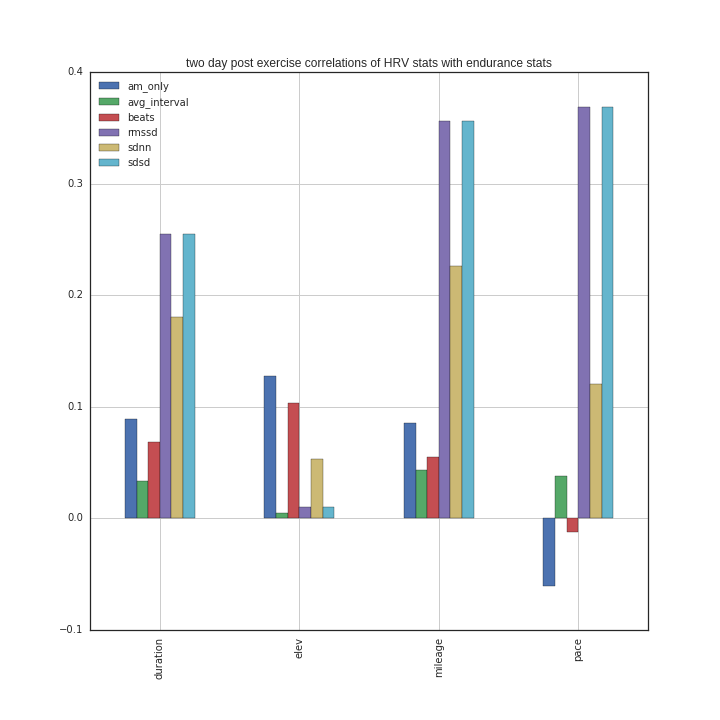 two day post exercise correlations of HRV stats with endurance stats
0.4
am_only
avg_interval
beats
rmssd
sdnn
sdsd
0.3
0.2
0.1
0.0
−0.1
duration
elev
mileage
pace